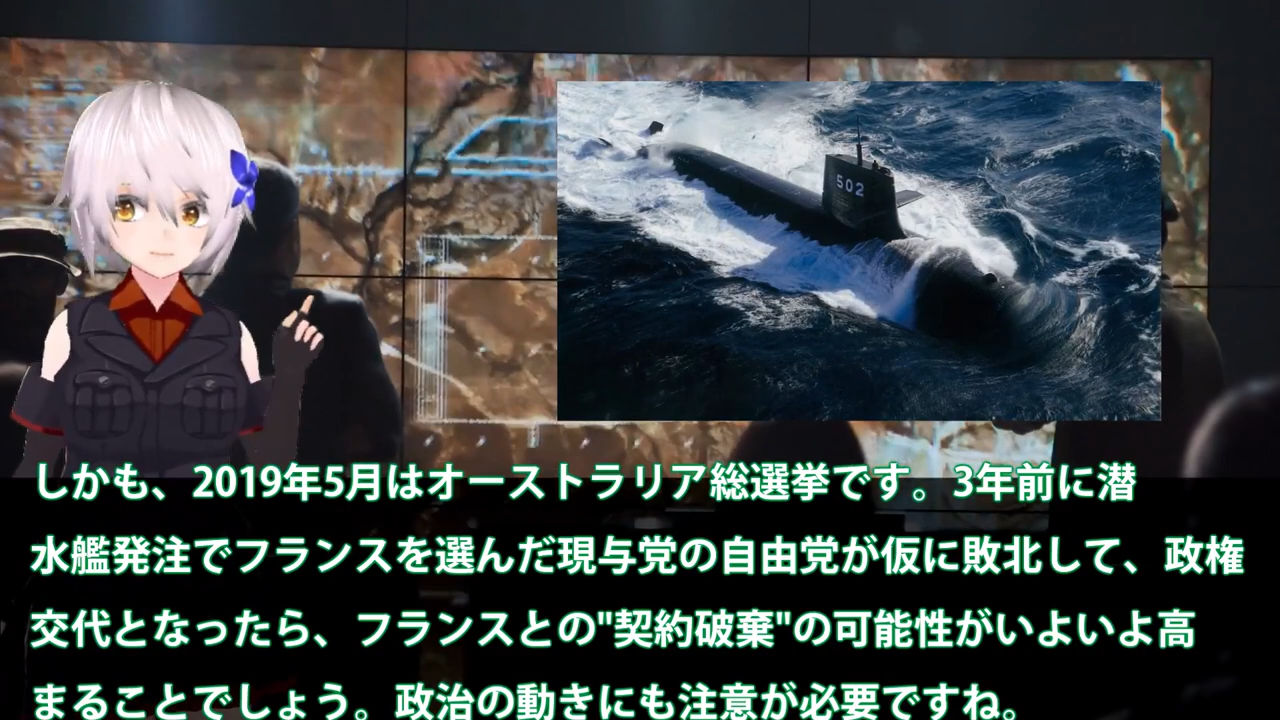 502
しかも、2019年5月はオーストラリア総選挙です。3年前に潜
水艦発注でフランスを選んだ現与党の自由党が仮に敗北して、政権
交代となったら、フランスとの"契約破棄"の可能性がいよいよ高
まることでしょう。政治の動きにも注意が必要ですね。